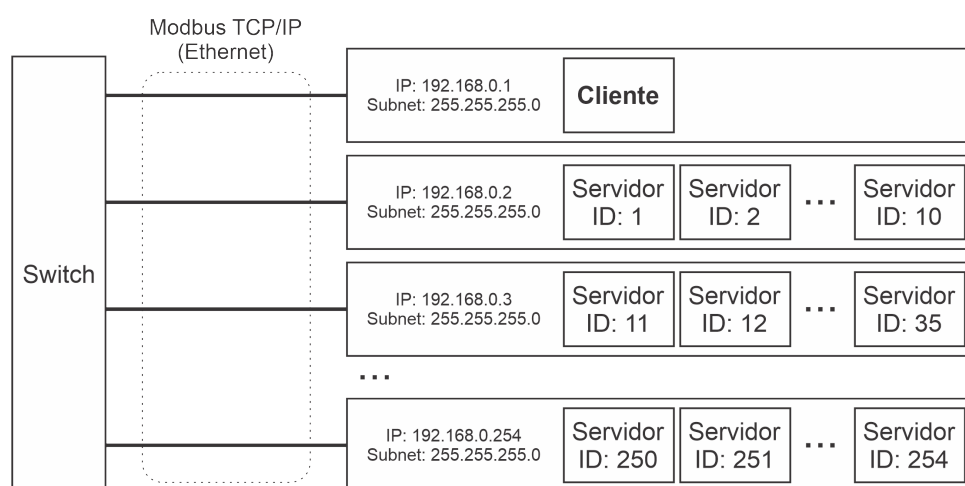 Modbus TCP/IP
(Ethernet)
Switch
IP: 192.168.0.1
Subnet: 255.255.255.0
Cliente
IP: 192.168.0.2
Subnet: 255.255.255.0
Servidor
ID: 1
Servidor
ID: 2
...
Servidor
ID: 10
IP: 192.168.0.3
Subnet: 255.255.255.0
Servidor
ID: 11
Servidor
ID: 12
...
Servidor
ID: 35
...
IP: 192.168.0.254
Subnet: 255.255.255.0
Servidor
ID: 250
Servidor
ID: 251
...
Servidor
ID: 254